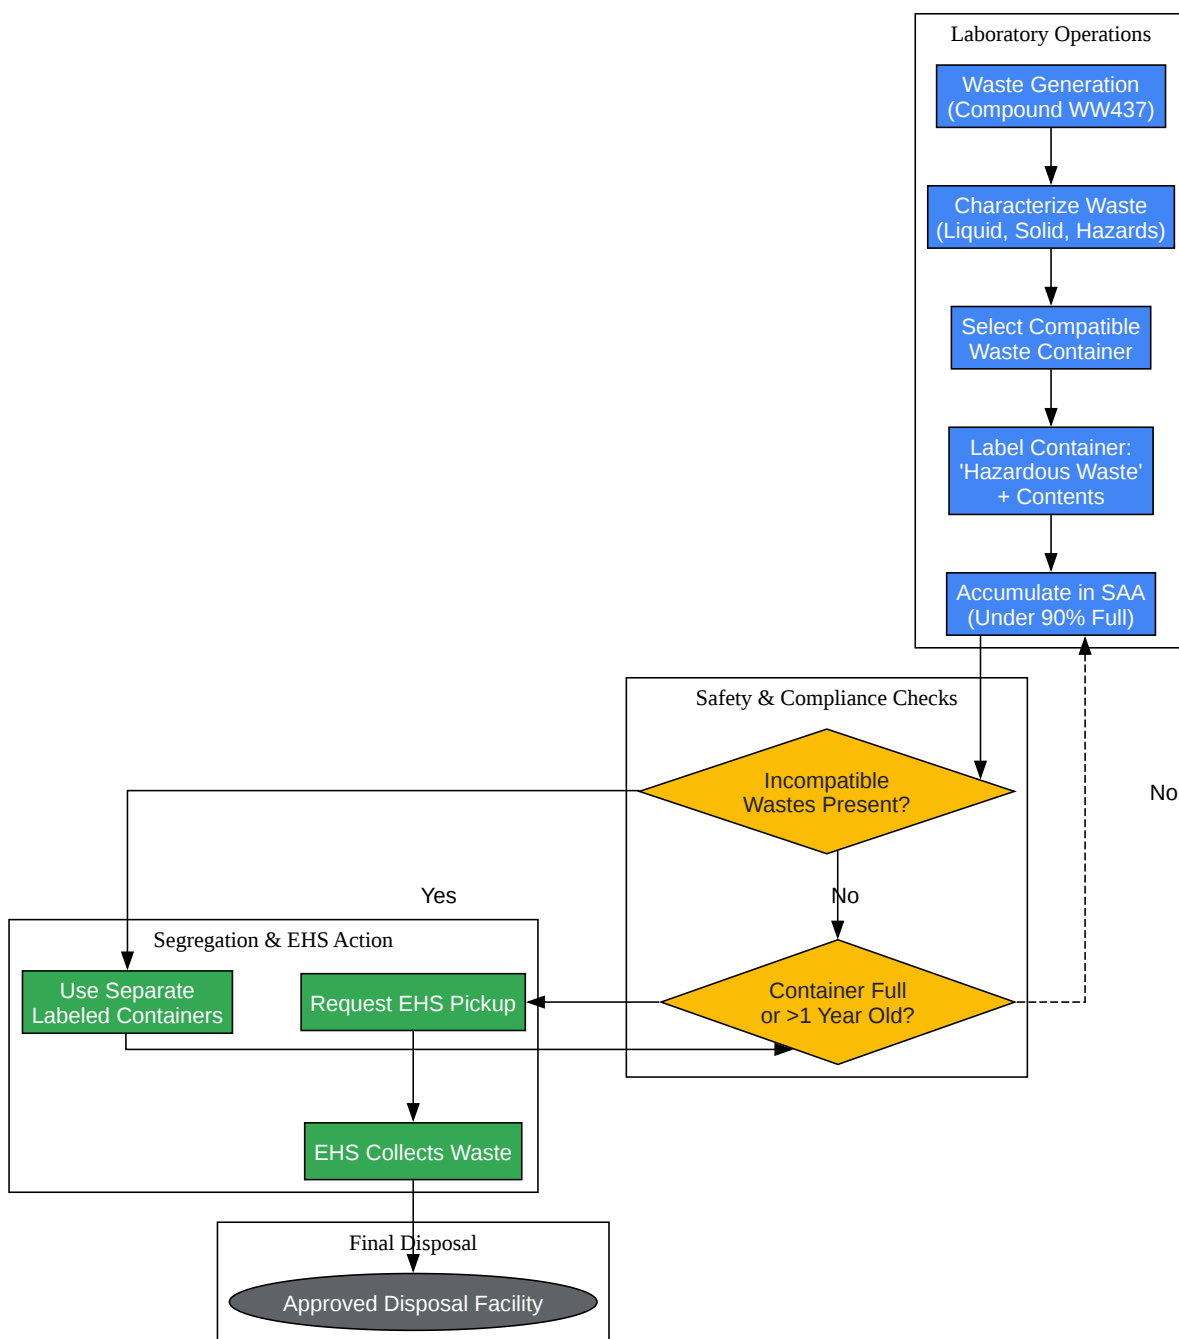 Laboratory Operations
Waste Generation
(Compound WW437)
Characterize Waste
(Liquid, Solid, Hazards)
Select Compatible
Waste Container
Label Container:
'Hazardous Waste'
+ Contents
Accumulate in SAA
(Under 90% Full)
Safety & Compliance Checks
Incompatible
Wastes Present?
No
Yes
No
Segregation & EHS Action
Use Separate
Labeled Containers
Request EHS Pickup
Container Full
or >1 Year Old?
EHS Collects Waste
Final Disposal
Approved Disposal Facility